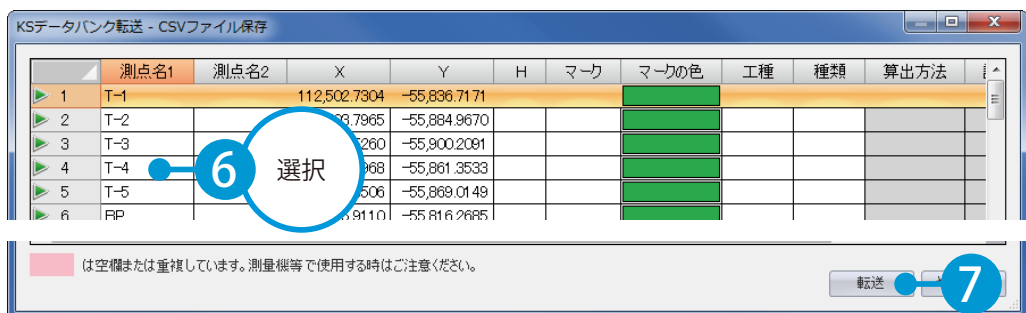 KSデータバンク転送 - CSVファイル保存
測点名1 測点名2 X Y H マーク マークの色 工種 種類 算出方法
1 T-1 112,502.7304 -55,836.7171
2 T-2 .7965 -55,884.9670
3 T-3 260 -55,900.2091
4 T-4 968 -55,861.3533
5 T-5 506 -55,869.0149
6 BP .9110 -55,816.2685
6 選択
は空欄または重複しています。測量機等で使用する時はご注意ください。
転送 7